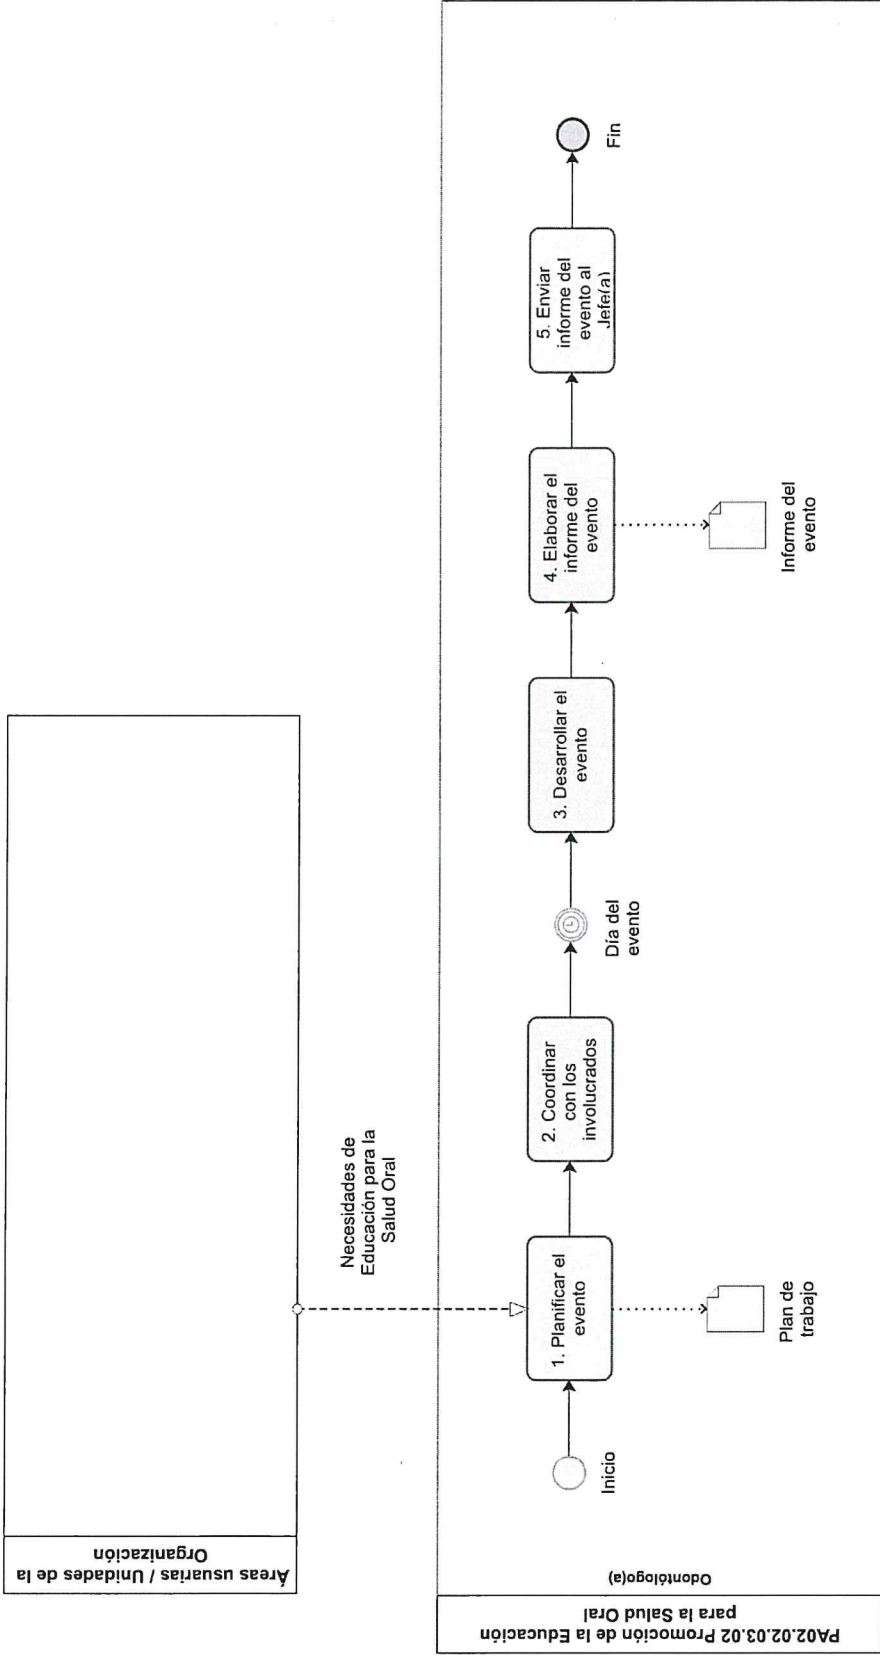 Áreas usuarias / Unidades de la
Organización
Necesidades de
Educación para la
Salud Oral
PA02.02.03.02 Promoción de la Educación
para la Salud Oral
Odontólogo(a)
Inicio
1. Planificar el
evento
Plan de
trabajo
2. Coordinar
con los
involucrados
Día del
evento
3. Desarrollar el
evento
4. Elaborar el
informe del
evento
Informe del
evento
5. Enviar
informe del
evento al
Jefe(a)
Fin